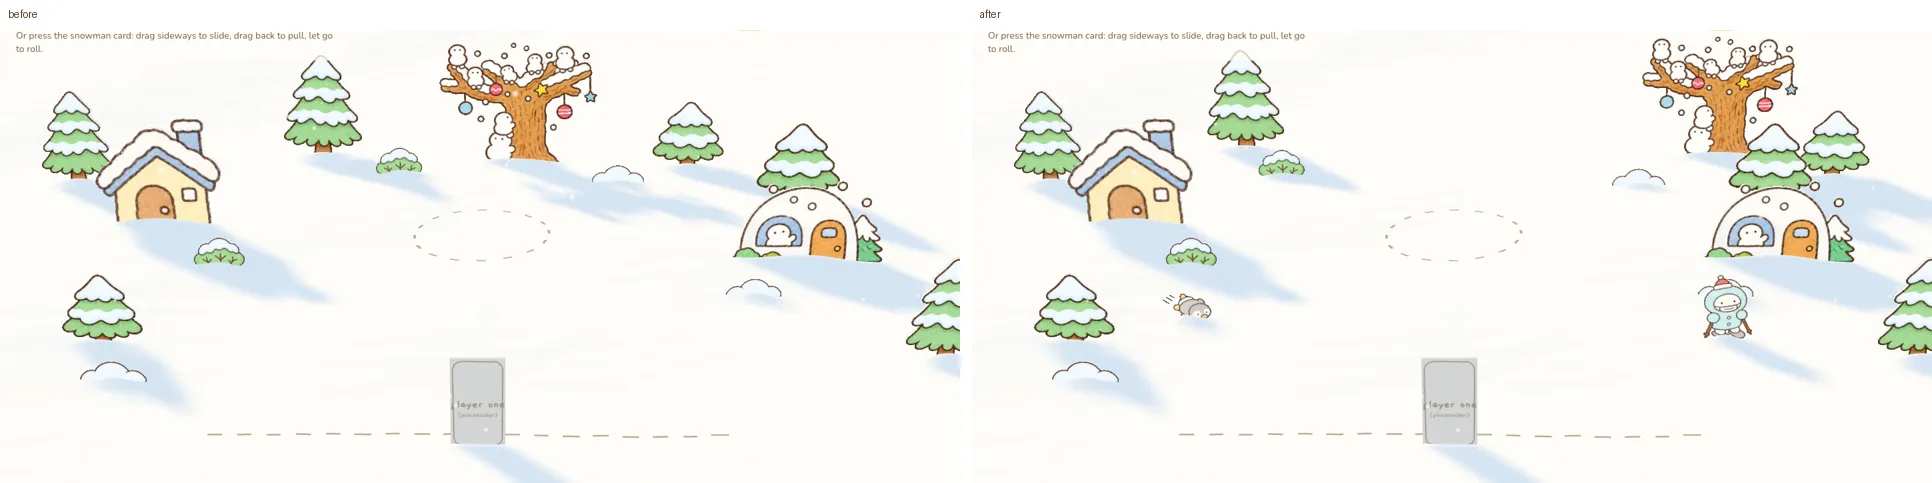 before
after
Or press the snowman card: drag sideways to slide, drag back to pull, let go
to roll.
Or press the snowman card: drag sideways to slide, drag back to pull, let go
to roll.
layer one
(placeholder)
layer one
(placeholder)